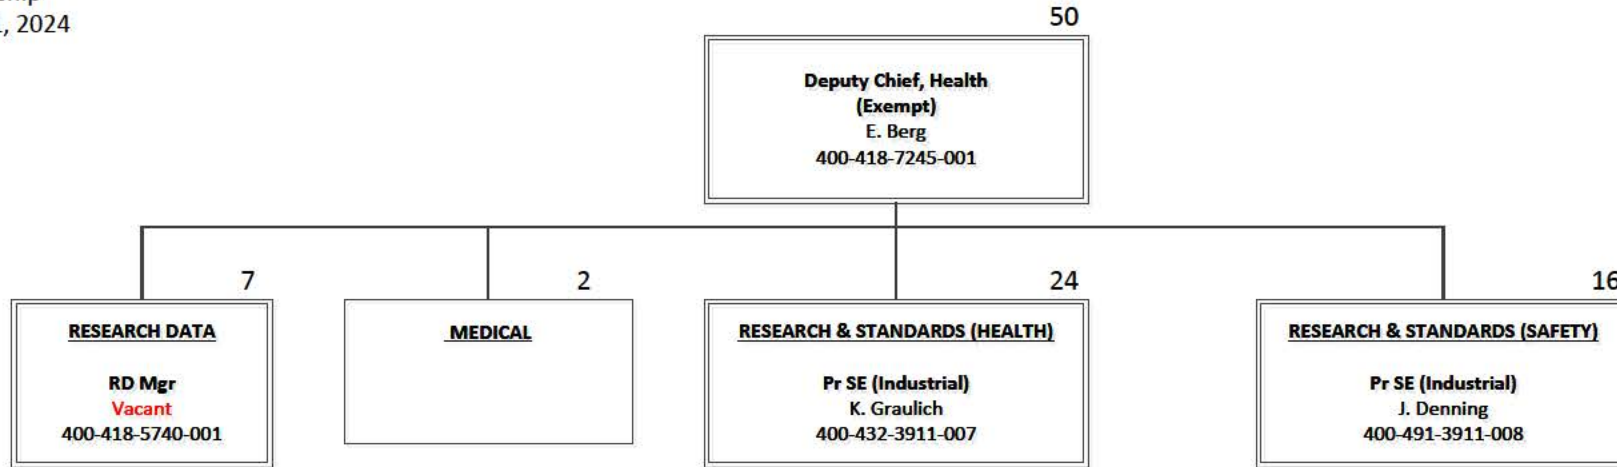 , 2024
50
Deputy Chief, Health
(Exempt)
E. Berg
400-418-7245-001
7
RESEARCH DATA
RD Mgr
Vacant
400-418-5740-001
2
MEDICAL
24
RESEARCH & STANDARDS (HEALTH)
Pr SE (Industrial)
K. Graulich
400-432-3911-007
16
RESEARCH & STANDARDS (SAFETY)
Pr SE (Industrial)
J. Denning
400-491-3911-008